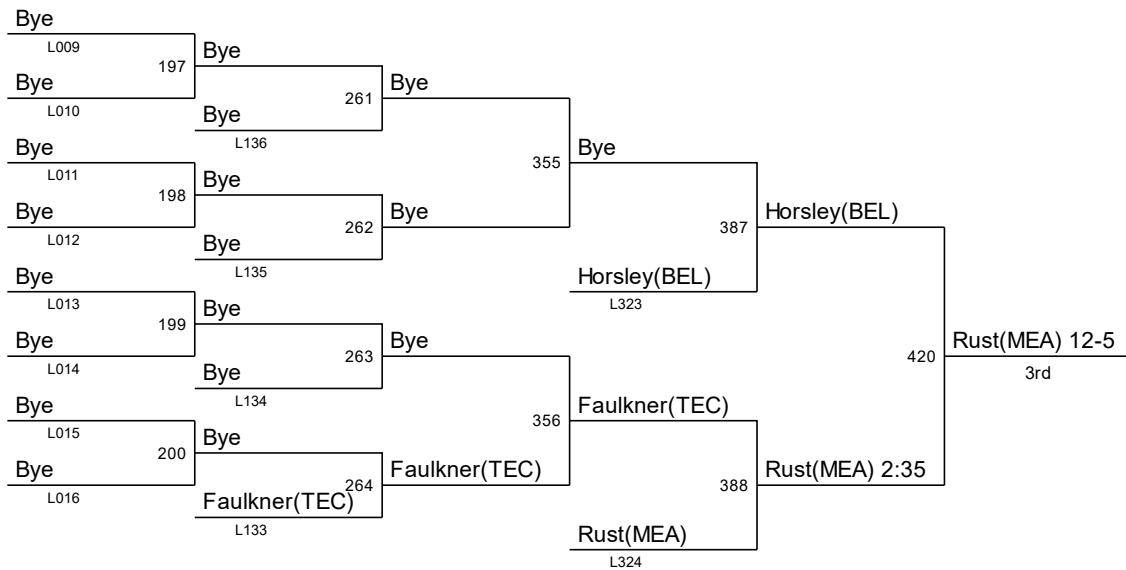 Bye
L009
197
Bye
Bye
L010
261
Bye
Bye
L136
Bye
L011
198
Bye
355
Bye
Bye
L012
262
Bye
387
Horsley(BEL)
Bye
L135
Bye
L013
199
Bye
Horsley(BEL)
L323
Bye
L014
263
Bye
420
Rust(MEA) 12-5
3rd
Bye
L134
Bye
L015
200
Bye
356
Faulkner(TEC)
Bye
L016
264
Faulkner(TEC)
388
Rust(MEA) 2:35
Faulkner(TEC)
L133
Rust(MEA)
L324